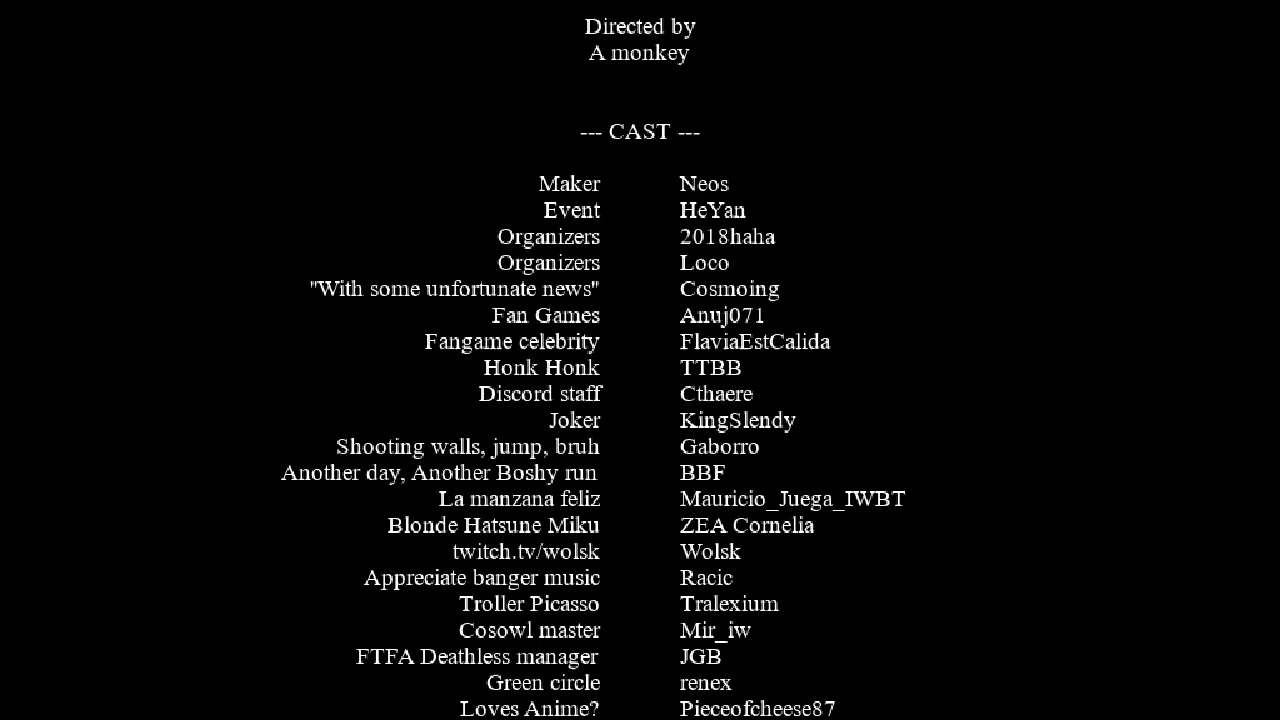 Directed by
A monkey
--- CAST ---
Maker Neos
Event HeYan
Organizers 2018haha
Organizers Loco
"With some unfortunate news" Cosmoing
Fan Games Anuj071
Fangame celebrity FlaviaEstCalida
Honk Honk TTBB
Discord staff Cthaere
Joker KingSlendy
Shooting walls, jump, bruh Gaborro
Another day, Another Boshy run BBF
La manzana feliz Mauricio_Juega_IWBT
Blonde Hatsune Miku ZEA Cornelia
twitch.tv/wolsk Wolsk
Appreciate banger music Racic
Troller Picasso Tralexium
Cosowl master Mir_iw
FTFA Deathless manager JGB
Green circle renex
Loves Anime? Pieceofcheese87